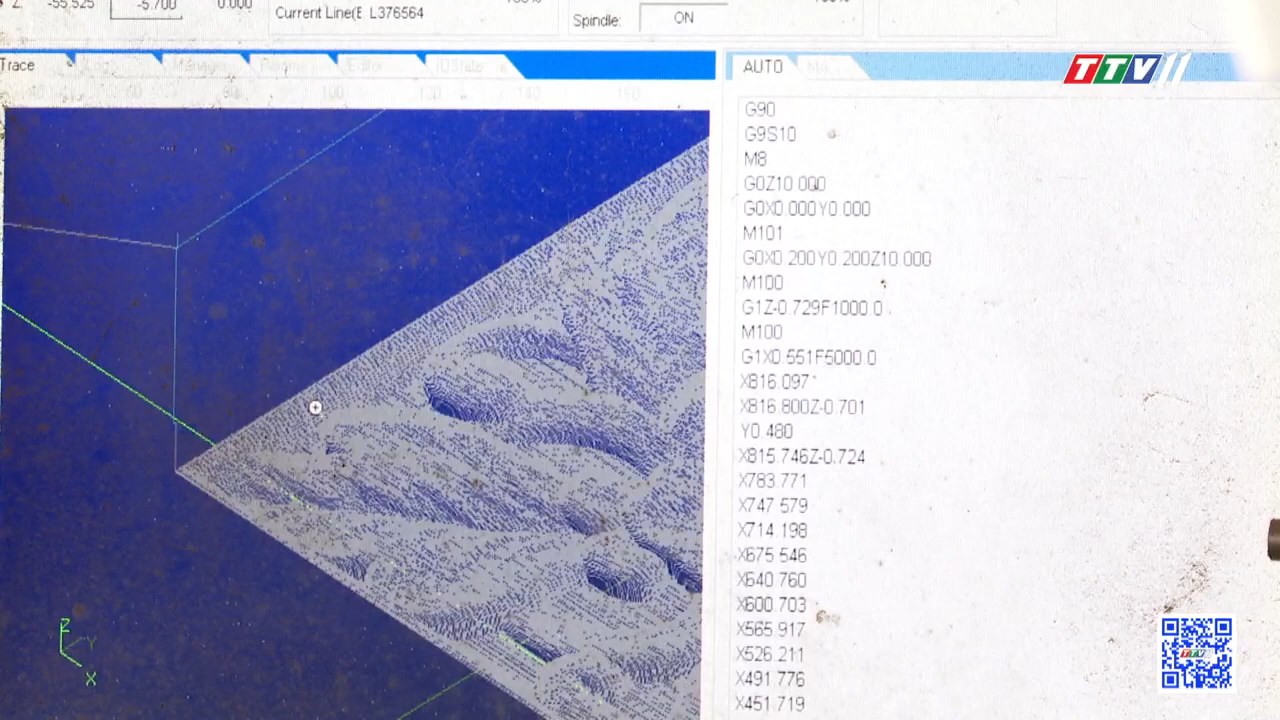 Z: -55.525 -5.700 0.000
Current Line(E L376564
Spindle: ON
Trace
AUTO
TTV11
G90
G9S10
M8
G0Z10.000
G0X0.000Y0.000
M101
G0X0.200Y0.200Z10.000
M100
G1Z-0.729F1000.0
M100
G1X0.551F5000.0
X816.097
X816.800Z-0.701
Y0.480
X815.746Z-0.724
X783.771
X747.579
X714.198
X675.546
X640.760
X600.703
X565.917
X526.211
X491.776
X451.719
Z
Y
X
TTV